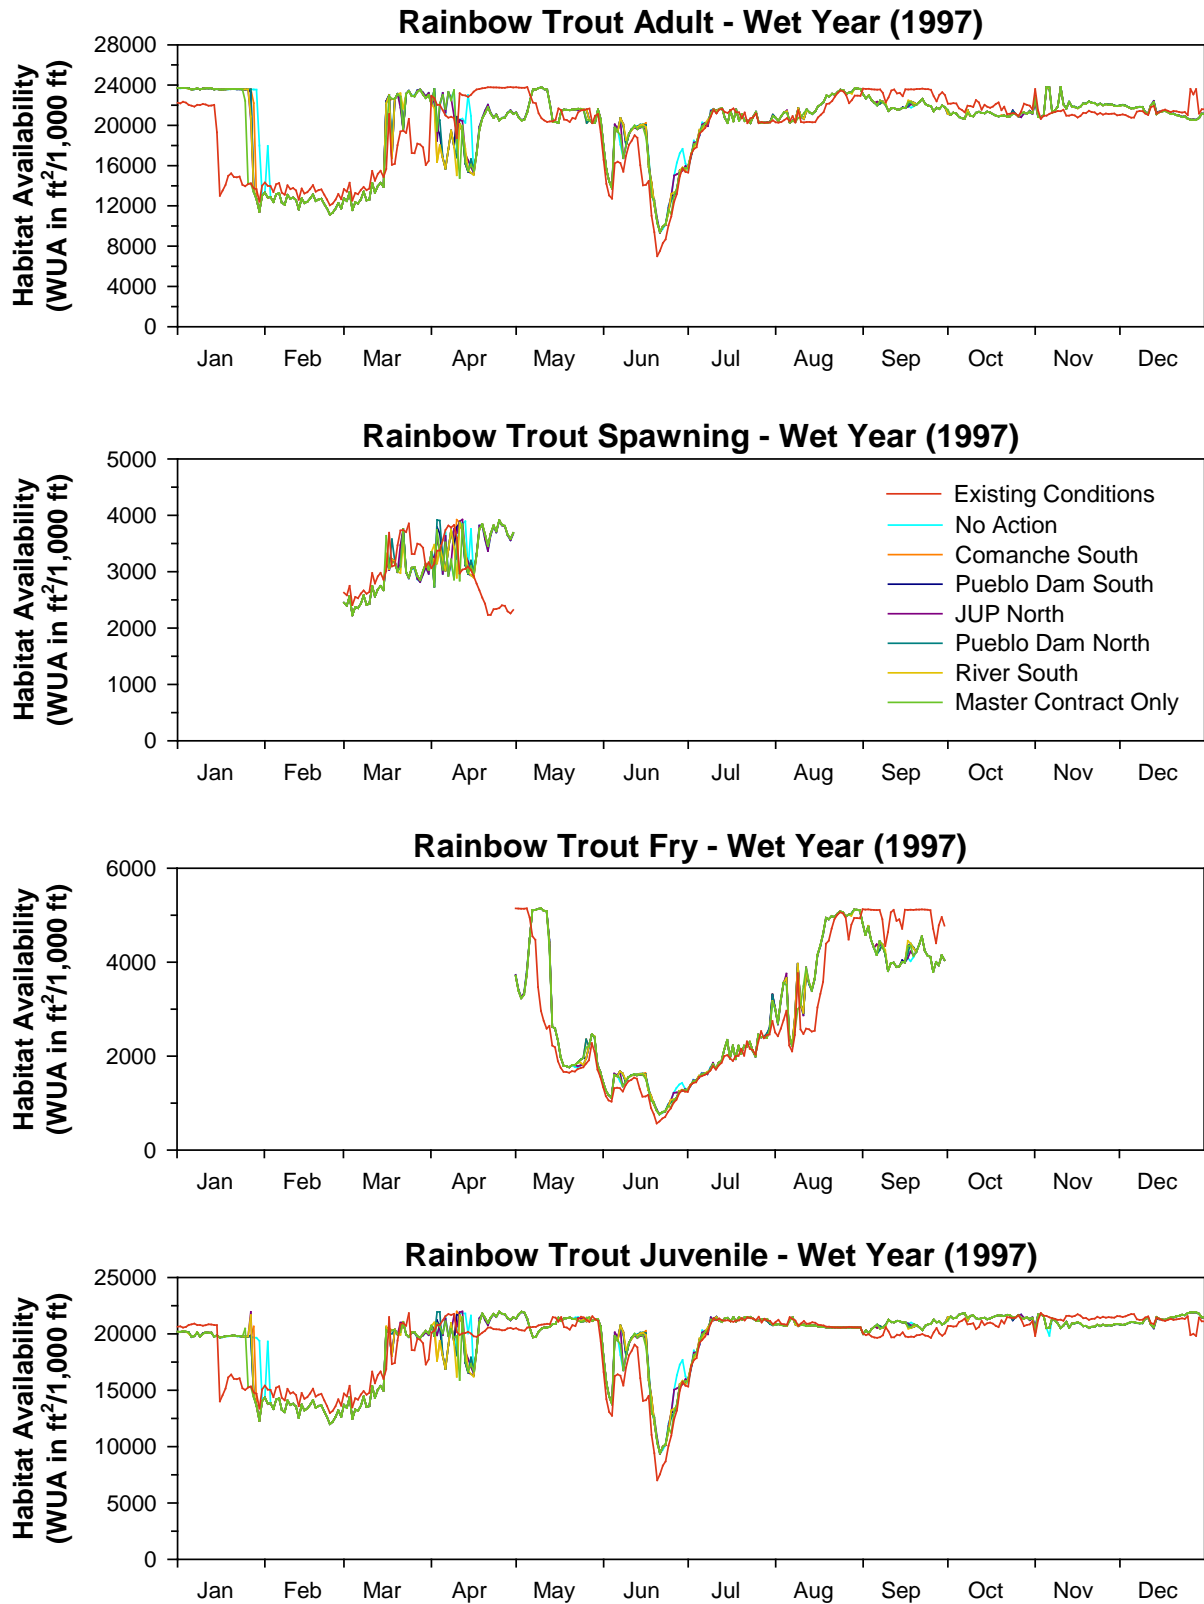 Rainbow Trout Adult - Wet Year (1997)
Habitat Availability
(WUA in ft²/1,000 ft)
28000
24000
20000
16000
12000
8000
4000
0
Jan Feb Mar Apr May Jun Jul Aug Sep Oct Nov Dec
Rainbow Trout Spawning - Wet Year (1997)
Habitat Availability
(WUA in ft²/1,000 ft)
5000
4000
3000
2000
1000
0
Existing Conditions
No Action
Comanche South
Pueblo Dam South
JUP North
Pueblo Dam North
River South
Master Contract Only
Jan Feb Mar Apr May Jun Jul Aug Sep Oct Nov Dec
Rainbow Trout Fry - Wet Year (1997)
Habitat Availability
(WUA in ft²/1,000 ft)
6000
4000
2000
0
Jan Feb Mar Apr May Jun Jul Aug Sep Oct Nov Dec
Rainbow Trout Juvenile - Wet Year (1997)
Habitat Availability
(WUA in ft²/1,000 ft)
25000
20000
15000
10000
5000
0
Jan Feb Mar Apr May Jun Jul Aug Sep Oct Nov Dec